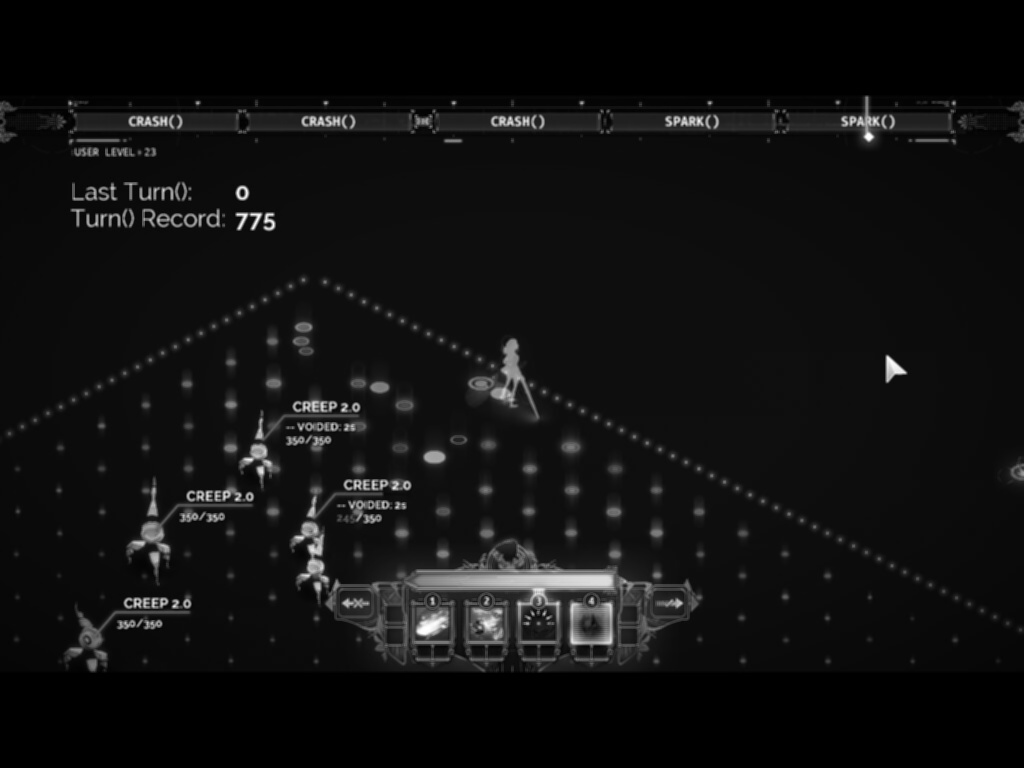 CRASH() CRASH() CRASH() SPARK() SPARK()
USER LEVEL 23
Last Turn(): 0
Turn() Record: 775
CREEP 2.0
-- VOIDED: 2s
350/350
CREEP 2.0
-- VOIDED: 2s
245/350
CREEP 2.0
350/350
CREEP 2.0
350/350
1 2 3 4